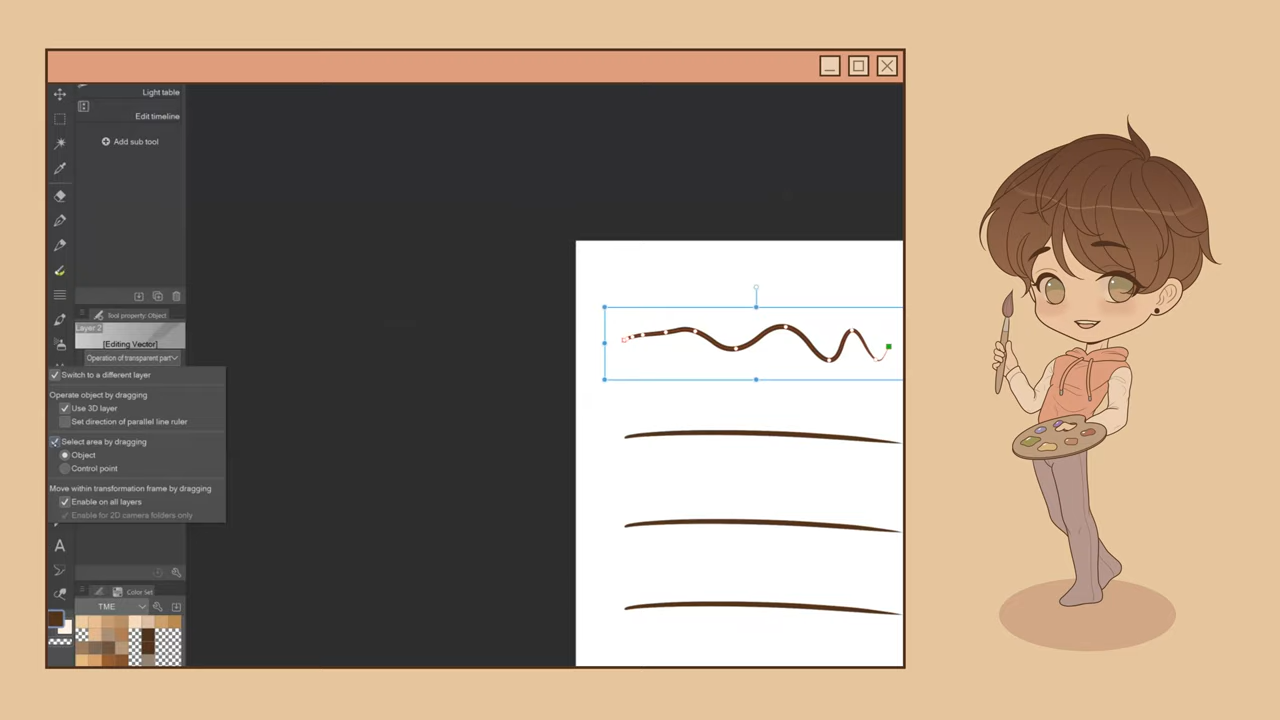 Light table
Edit timeline
Add sub tool
Tool property: Object
Layer 2
[Editing Vector]
Operation of transparent part
Switch to a different layer
Operate object by dragging
Use 3D layer
Set direction of parallel line ruler
Select area by dragging
Object
Control point
Move within transformation frame by dragging
Enable on all layers
Enable for 2D camera folders only
A
Color Set
TME